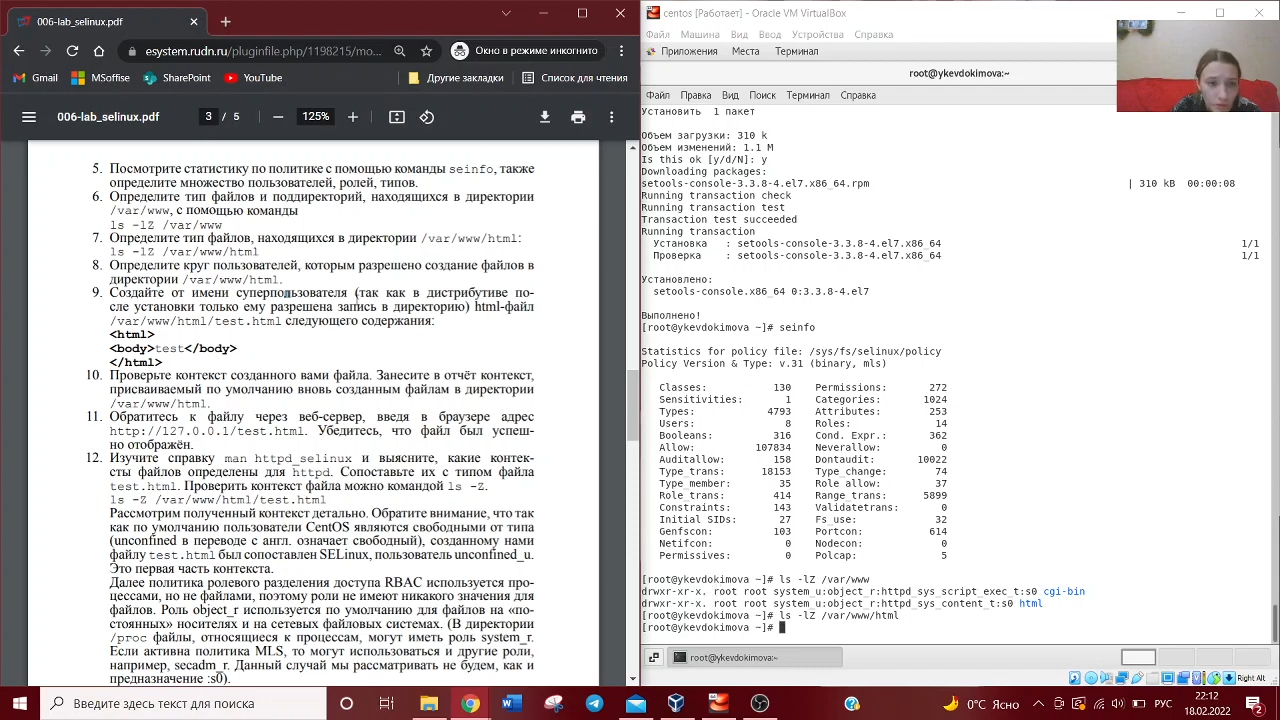 006-lab_selinux.pdf
esystem.rudn.ru/pluginfile.php/1198215/mo...
Окно в режиме инкогнито
Gmail
MSoffise
SharePoint
YouTube
Другие закладки
Список для чтения
006-lab_selinux.pdf
3 / 5
125%
5. Посмотрите статистику по политике с помощью команды seinfo, также
определите множество пользователей, ролей, типов.
6. Определите тип файлов и поддиректорий, находящихся в директории
/var/www, с помощью команды
ls -lZ /var/www
7. Определите тип файлов, находящихся в директории /var/www/html:
ls -lZ /var/www/html
8. Определите круг пользователей, которым разрешено создание файлов в
директории /var/www/html.
9. Создайте от имени суперпользователя (так как в дистрибутиве по-
сле установки только ему разрешена запись в директорию) html-файл
/var/www/html/test.html следующего содержания:
<html>
<body>test</body>
</html>
10. Проверьте контекст созданного вами файла. Занесите в отчёт контекст,
присваиваемый по умолчанию вновь созданным файлам в директории
/var/www/html.
11. Обратитесь к файлу через веб-сервер, введя в браузере адрес
http://127.0.0.1/test.html. Убедитесь, что файл был успеш-
но отображён.
12. Изучите справку man httpd_selinux и выясните, какие контек-
сты файлов определены для httpd. Сопоставьте их с типом файла
test.html. Проверить контекст файла можно командой ls -Z.
ls -Z /var/www/html/test.html
Рассмотрим полученный контекст детально. Обратите внимание, что так
как по умолчанию пользователи CentOS являются свободными от типа
(unconfined в переводе с англ. означает свободный), созданному нами
файлу test.html был сопоставлен SELinux, пользователь unconfined_u.
Это первая часть контекста.
Далее политика ролевого разделения доступа RBAC используется про-
цессами, но не файлами, поэтому роли не имеют никакого значения для
файлов. Роль object_r используется по умолчанию для файлов на «по-
стоянных» носителях и на сетевых файловых системах. (В директории
/proc файлы, относящиеся к процессам, могут иметь роль system_r.
Если активна политика MLS, то могут использоваться и другие роли,
например, secadm_r. Данный случай мы рассматривать не будем, как и
предназначение :s0).
centos [Работает] - Oracle VM VirtualBox
Файл Машина Вид Ввод Устройства Справка
Приложения Места Терминал
root@ykevdokimova:~
Файл Правка Вид Поиск Терминал Справка
Установить 1 пакет
Объем загрузки: 310 k
Объем изменений: 1.1 M
Is this ok [y/d/N]: y
Downloading packages:
setools-console-3.3.8-4.el7.x86_64.rpm | 310 kB 00:00:08
Running transaction check
Running transaction test
Transaction test succeeded
Running transaction
Установка : setools-console-3.3.8-4.el7.x86_64 1/1
Проверка : setools-console-3.3.8-4.el7.x86_64 1/1
Установлено:
setools-console.x86_64 0:3.3.8-4.el7
Выполнено!
[root@ykevdokimova ~]# seinfo
Statistics for policy file: /sys/fs/selinux/policy
Policy Version & Type: v.31 (binary, mls)
Classes: 130 Permissions: 272
Sensitivities: 1 Categories: 1024
Types: 4793 Attributes: 253
Users: 8 Roles: 14
Booleans: 316 Cond. Expr.: 362
Allow: 107834 Neverallow: 0
Auditallow: 158 Dontaudit: 10022
Type_trans: 18153 Type_change: 74
Type_member: 35 Role allow: 37
Role_trans: 414 Range_trans: 5899
Constraints: 143 Validatetrans: 0
Initial SIDs: 27 Fs_use: 32
Genfscon: 103 Portcon: 614
Netifcon: 0 Nodecon: 0
Permissives: 0 Polcap: 5
[root@ykevdokimova ~]# ls -lZ /var/www
drwxr-xr-x. root root system_u:object_r:httpd_sys_script_exec_t:s0 cgi-bin
drwxr-xr-x. root root system_u:object_r:httpd_sys_content_t:s0 html
[root@ykevdokimova ~]# ls -lZ /var/www/html
[root@ykevdokimova ~]#
root@ykevdokimova:~
Right Alt
Введите здесь текст для поиска
0°C Ясно
РУС
22:12
18.02.2022
2